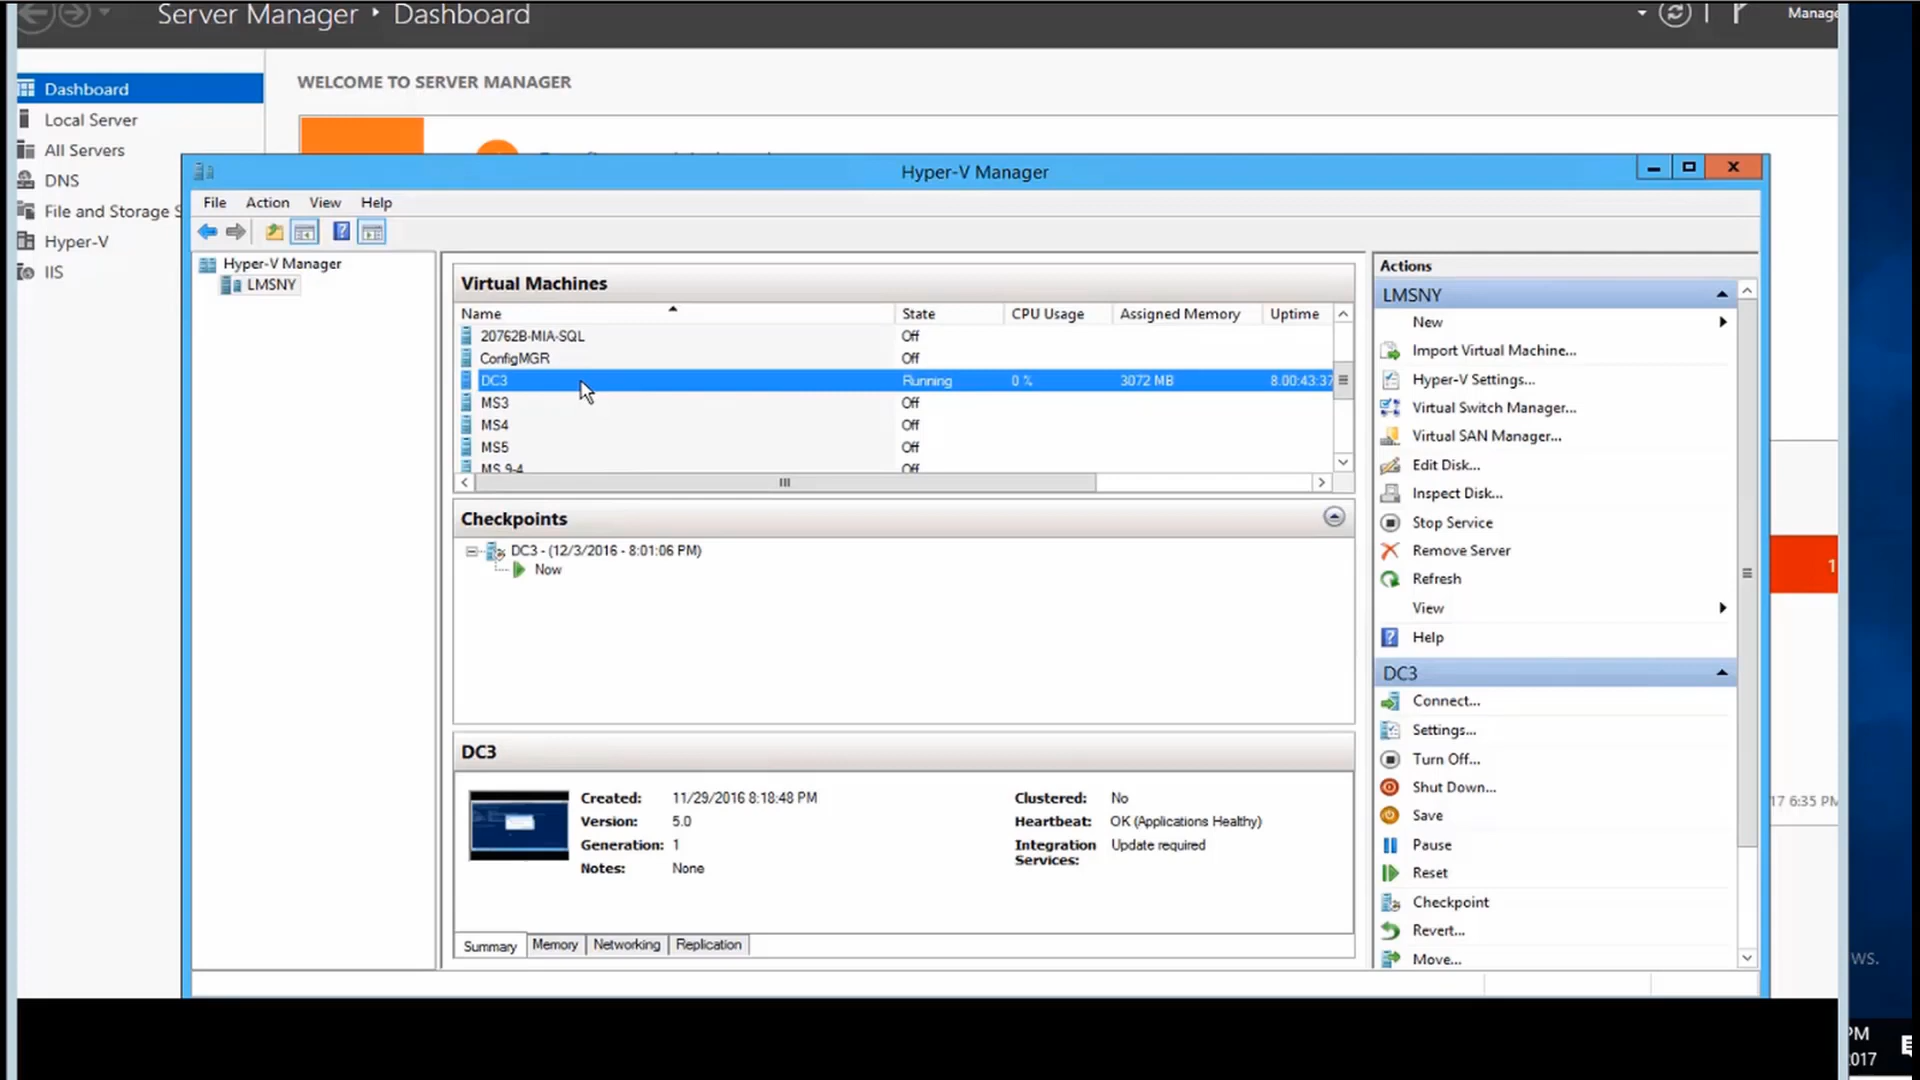 Server Manager ‣ Dashboard
Manage
Dashboard
Local Server
All Servers
DNS
File and Storage S
Hyper-V
IIS
WELCOME TO SERVER MANAGER
Hyper-V Manager
File Action View Help
Hyper-V Manager
LMSNY
Virtual Machines
Name State CPU Usage Assigned Memory Uptime
20762B-MIA-SQL Off
ConfigMGR Off
DC3 Running 0 % 3072 MB 8.00:43:37
MS3 Off
MS4 Off
MS5 Off
MS 9-4 Off
Checkpoints
DC3 - (12/3/2016 - 8:01:06 PM)
Now
DC3
Created: 11/29/2016 8:18:48 PM
Version: 5.0
Generation: 1
Notes: None
Clustered: No
Heartbeat: OK (Applications Healthy)
Integration Services: Update required
Summary Memory Networking Replication
Actions
LMSNY
New
Import Virtual Machine...
Hyper-V Settings...
Virtual Switch Manager...
Virtual SAN Manager...
Edit Disk...
Inspect Disk...
Stop Service
Remove Server
Refresh
View
Help
DC3
Connect...
Settings...
Turn Off...
Shut Down...
Save
Pause
Reset
Checkpoint
Revert...
Move...
1
17 6:35 PM
ws.
PM
017